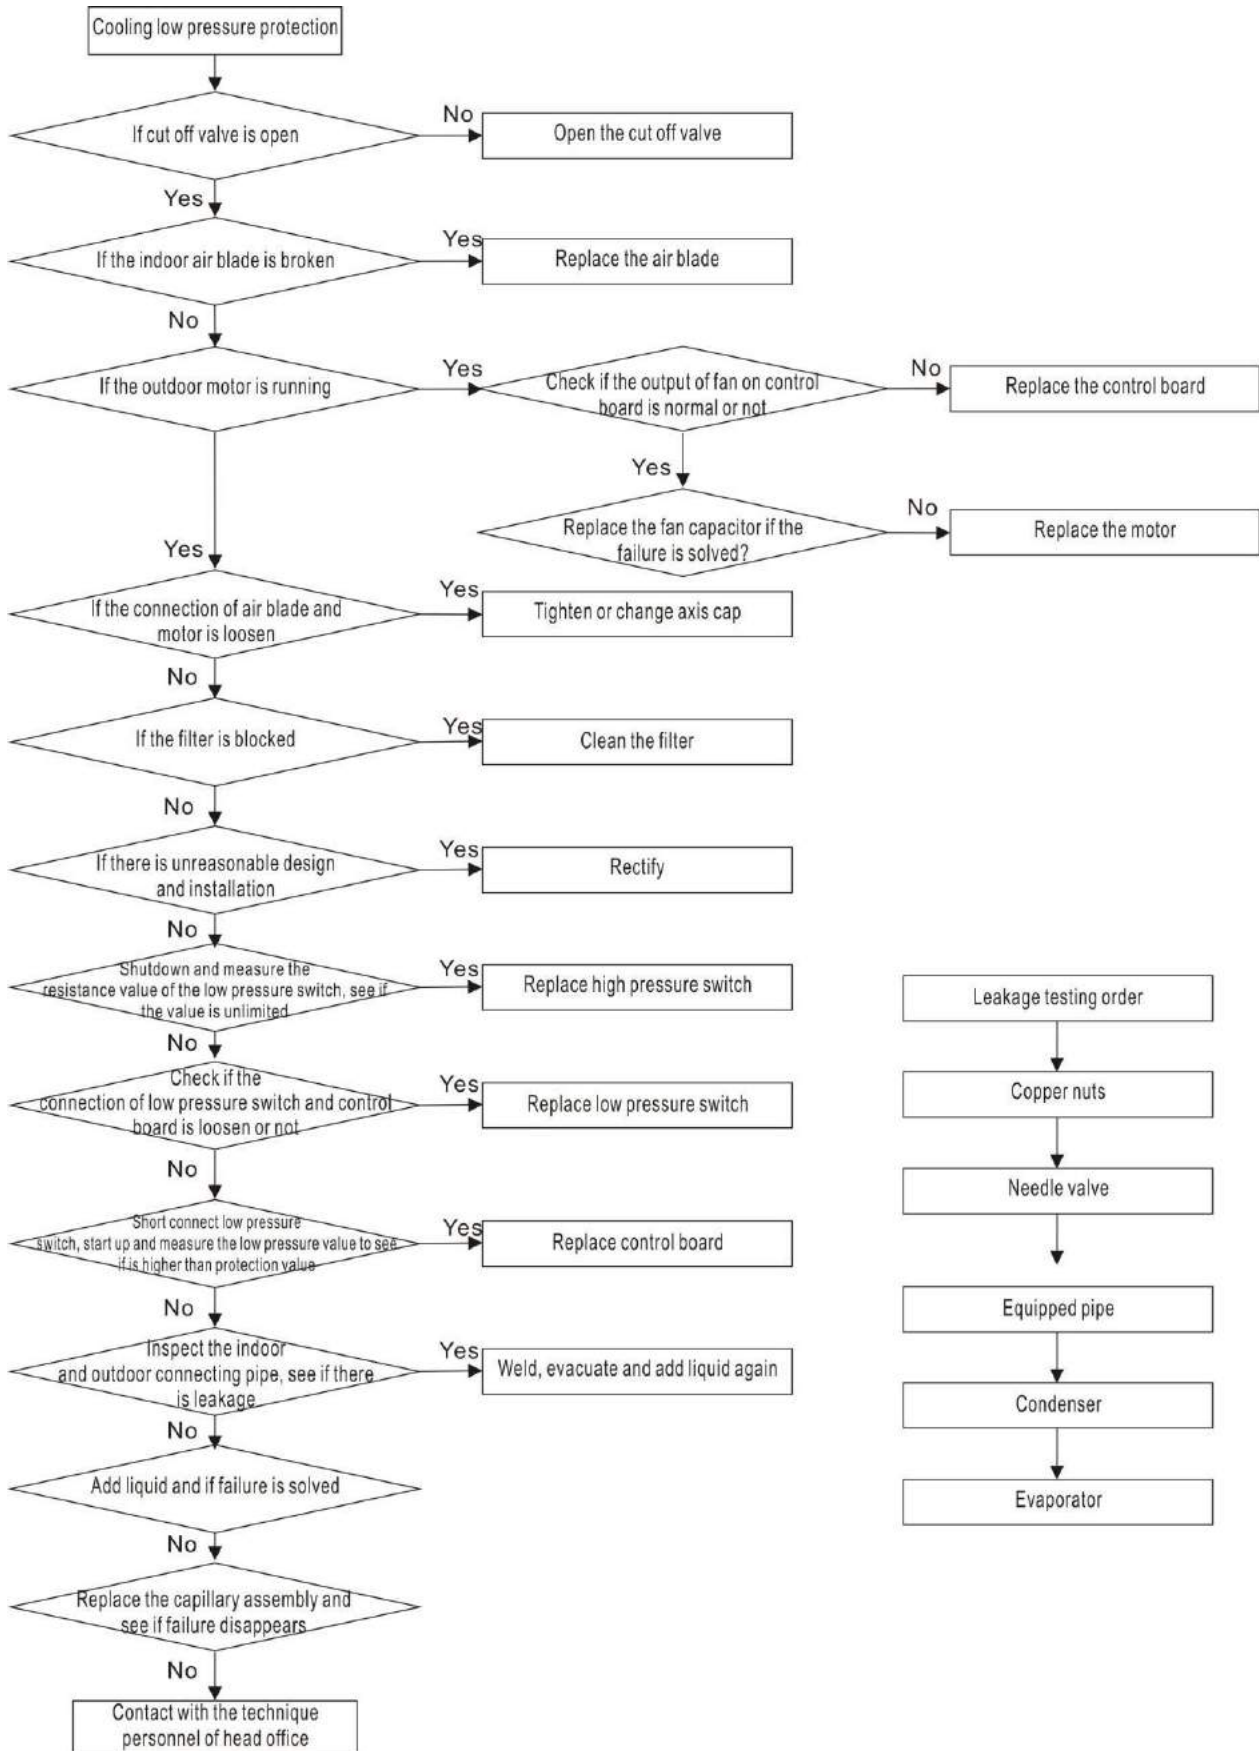 Cooling low pressure protection
If cut off valve is open
No
Open the cut off valve
Yes
If the indoor air blade is broken
Yes
Replace the air blade
No
If the outdoor motor is running
Yes
Check if the output of fan on control
board is normal or not
No
Replace the control board
Yes
Replace the fan capacitor if the
failure is solved?
No
Replace the motor
Yes
If the connection of air blade and
motor is loosen
Yes
Tighten or change axis cap
No
If the filter is blocked
Yes
Clean the filter
No
If there is unreasonable design
and installation
Yes
Rectify
No
Shutdown and measure the
resistance value of the low pressure switch, see if
the value is unlimited
Yes
Replace high pressure switch
No
Check if the
connection of low pressure switch and control
board is loosen or not
Yes
Replace low pressure switch
No
Short connect low pressure
switch, start up and measure the low pressure value to see
if is higher than protection value
Yes
Replace control board
No
Inspect the indoor
and outdoor connecting pipe, see if there
is leakage
Yes
Weld, evacuate and add liquid again
No
Add liquid and if failure is solved
No
Replace the capillary assembly and
see if failure disappears
No
Contact with the technique
personnel of head office
Leakage testing order
Copper nuts
Needle valve
Equipped pipe
Condenser
Evaporator